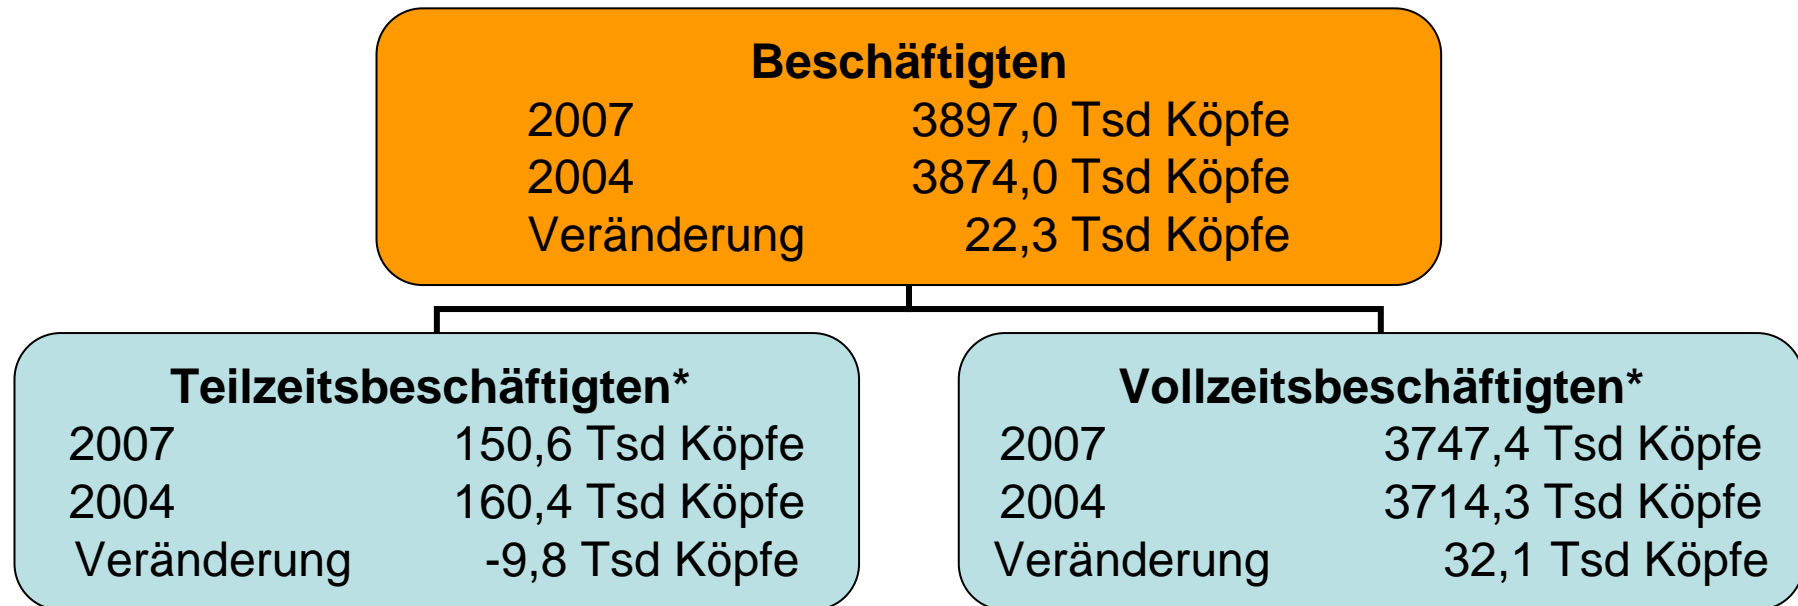 Beschäftigten
2007 3897,0 Tsd Köpfe
2004 3874,0 Tsd Köpfe
Veränderung 22,3 Tsd Köpfe
Teilzeitsbeschäftigten*
2007 150,6 Tsd Köpfe
2004 160,4 Tsd Köpfe
Veränderung -9,8 Tsd Köpfe
Vollzeitsbeschäftigten*
2007 3747,4 Tsd Köpfe
2004 3714,3 Tsd Köpfe
Veränderung 32,1 Tsd Köpfe